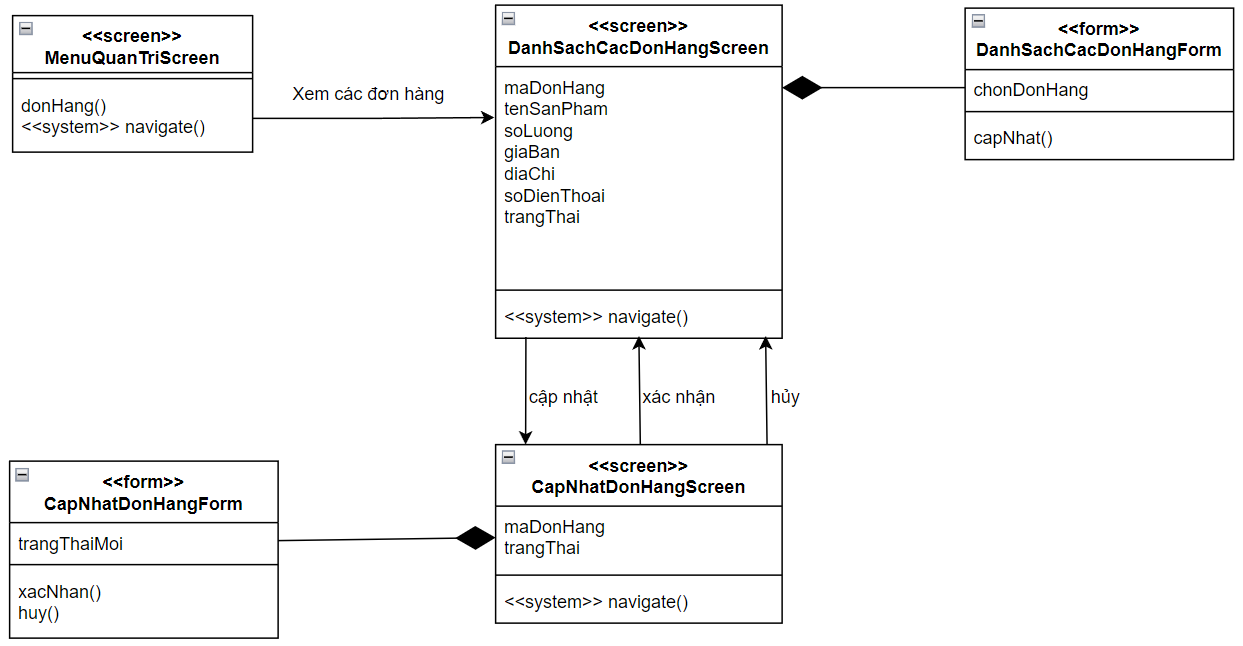 <<screen>>
MenuQuanTriScreen
donHang()
<<system>> navigate()
Xem các đơn hàng
<<screen>>
DanhSachCacDonHangScreen
maDonHang
tenSanPham
soLuong
giaBan
diaChi
soDienThoai
trangThai
<<system>> navigate()
<<form>>
DanhSachCacDonHangForm
chonDonHang
capNhat()
cập nhật
xác nhận
hủy
<<form>>
CapNhatDonHangForm
trangThaiMoi
xacNhan()
huy()
<<screen>>
CapNhatDonHangScreen
maDonHang
trangThai
<<system>> navigate()